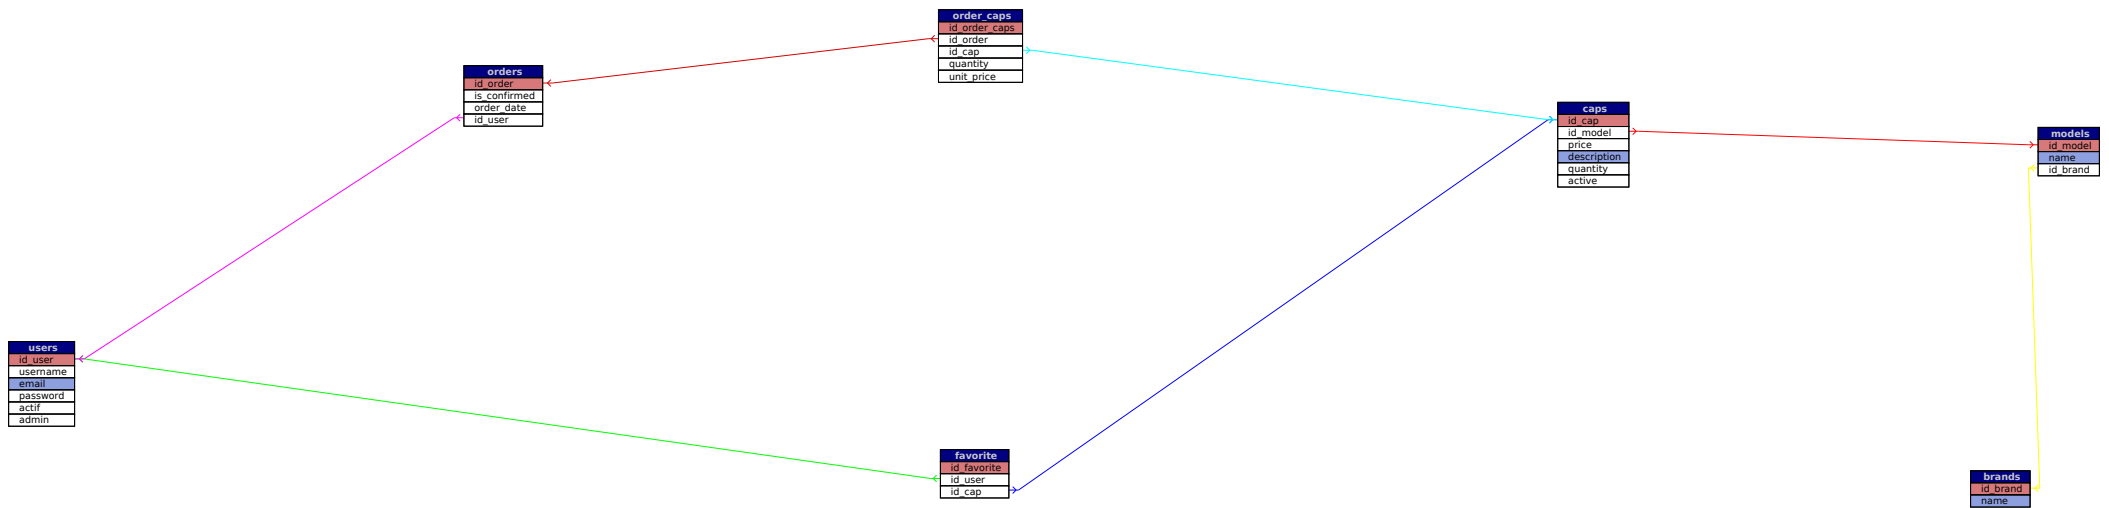 order_caps
id_order_caps
id_order
id_cap
quantity
unit_price
orders
id_order
is_confirmed
order_date
id_user
caps
id_cap
id_model
price
description
quantity
active
models
id_model
name
id_brand
users
id_user
username
email
password
actif
admin
favorite
id_favorite
id_user
id_cap
brands
id_brand
name